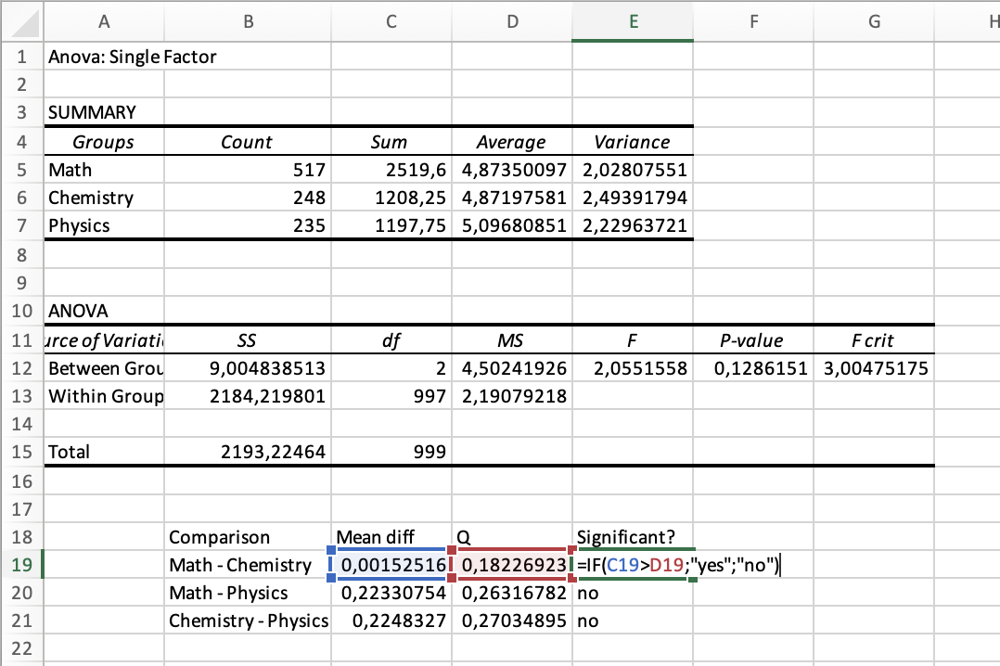 A B C D E F G H
1 Anova: Single Factor
2
3 SUMMARY
4 Groups Count Sum Average Variance
5 Math 517 2519,6 4,87350097 2,02807551
6 Chemistry 248 1208,25 4,87197581 2,49391794
7 Physics 235 1197,75 5,09680851 2,22963721
8
9
10 ANOVA
11 urce of Variati SS df MS F P-value F crit
12 Between Grou 9,004838513 2 4,50241926 2,0551558 0,1286151 3,00475175
13 Within Group 2184,219801 997 2,19079218
14
15 Total 2193,22464 999
16
17
18 Comparison Mean diff Q Significant?
19 Math - Chemistry 0,00152516 0,18226923 =IF(C19>D19;"yes";"no")
20 Math - Physics 0,22330754 0,26316782 no
21 Chemistry - Physics 0,2248327 0,27034895 no
22